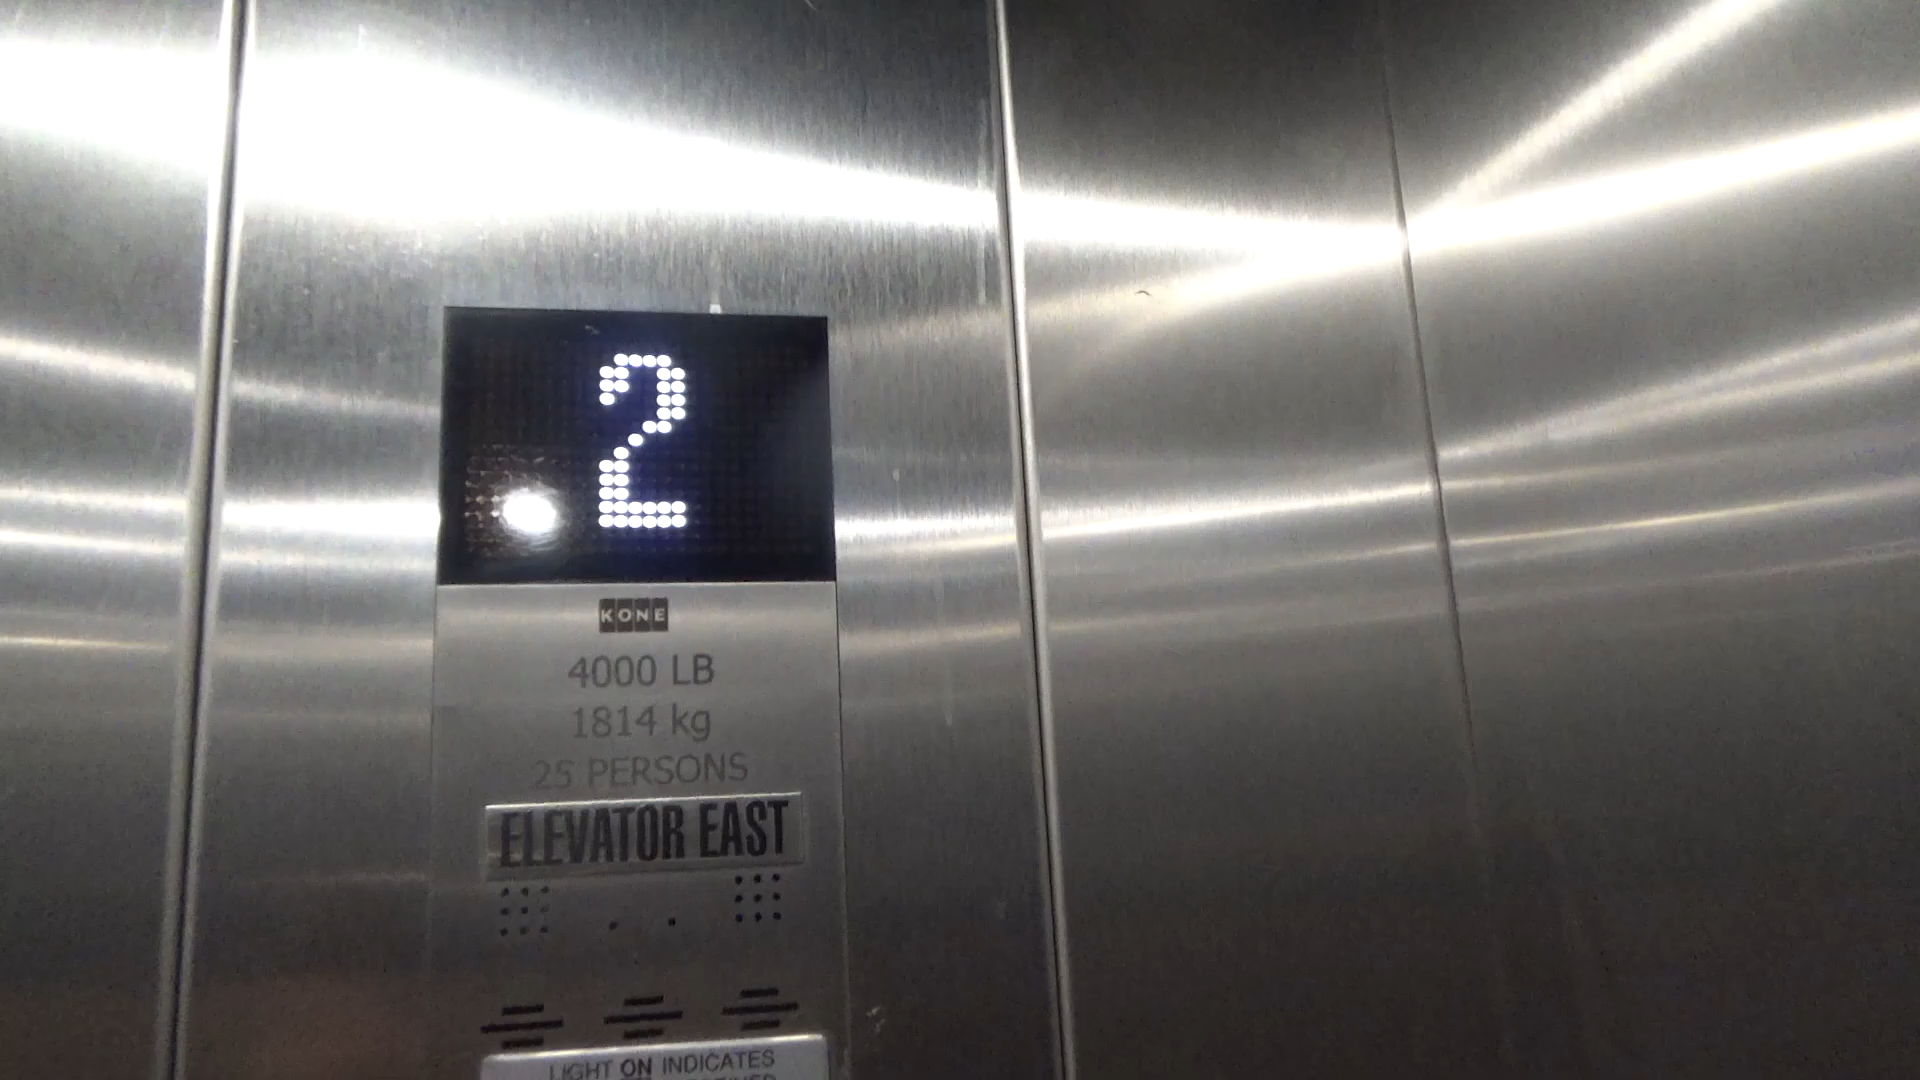 2
KONE
4000 LB
1814 kg
25 PERSONS
ELEVATOR EAST
LIGHT ON INDICATES